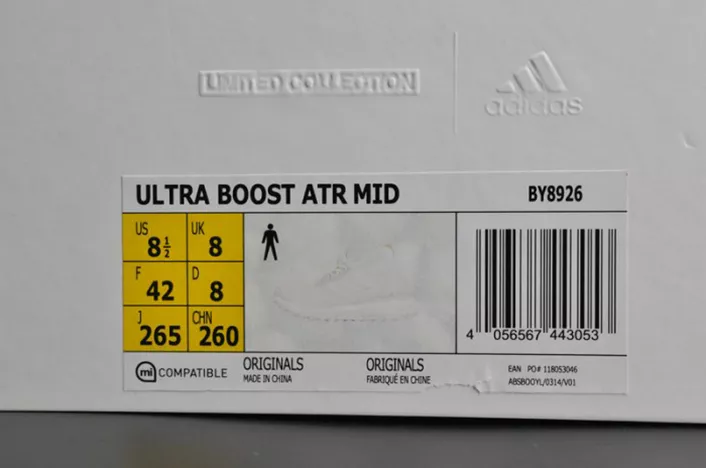 LIMITED COLLECTION
adidas
ULTRA BOOST ATR MID BY8926
US 8½ UK 8
F 42 D 8
J 265 CHN 260
4 056567 443053
mi COMPATIBLE
ORIGINALS ORIGINALS
MADE IN CHINA FABRIQUÉ EN CHINE
EAN PO# 118053046
ABSBOOYL/0314/V01